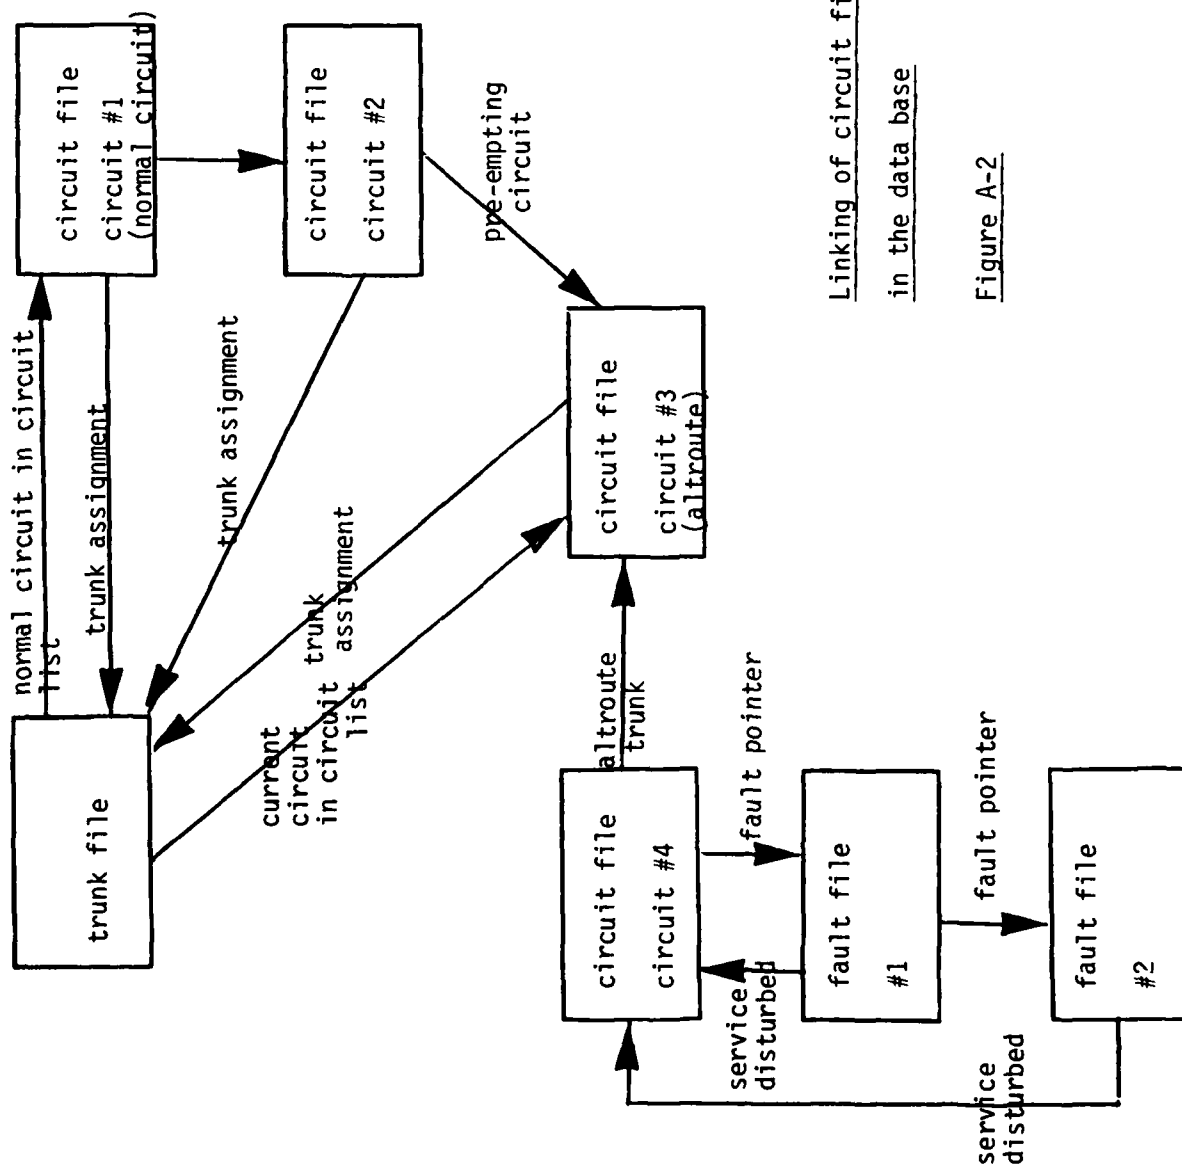 normal circuit in circuit
list
circuit file
circuit #1
(normal circuit)
trunk assignment
trunk file
trunk assignment
circuit file
circuit #2
trunk
assignment
current
circuit
in circuit
list
pre-empting
circuit
circuit file
circuit #3
(altroute)
altroute
trunk
circuit file
circuit #4
fault pointer
service
disturbed
fault file
#1
fault pointer
service
disturbed
fault file
#2
Linking of circuit
in the data base
Figure A-2